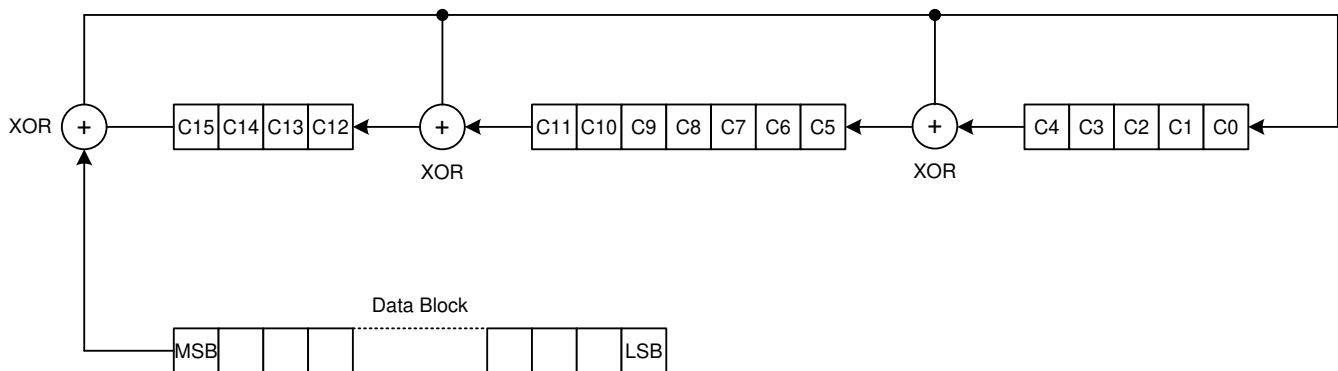 XOR + C15 C14 C13 C12 + C11 C10 C9 C8 C7 C6 C5 + C4 C3 C2 C1 C0
XOR XOR
Data Block
MSB LSB